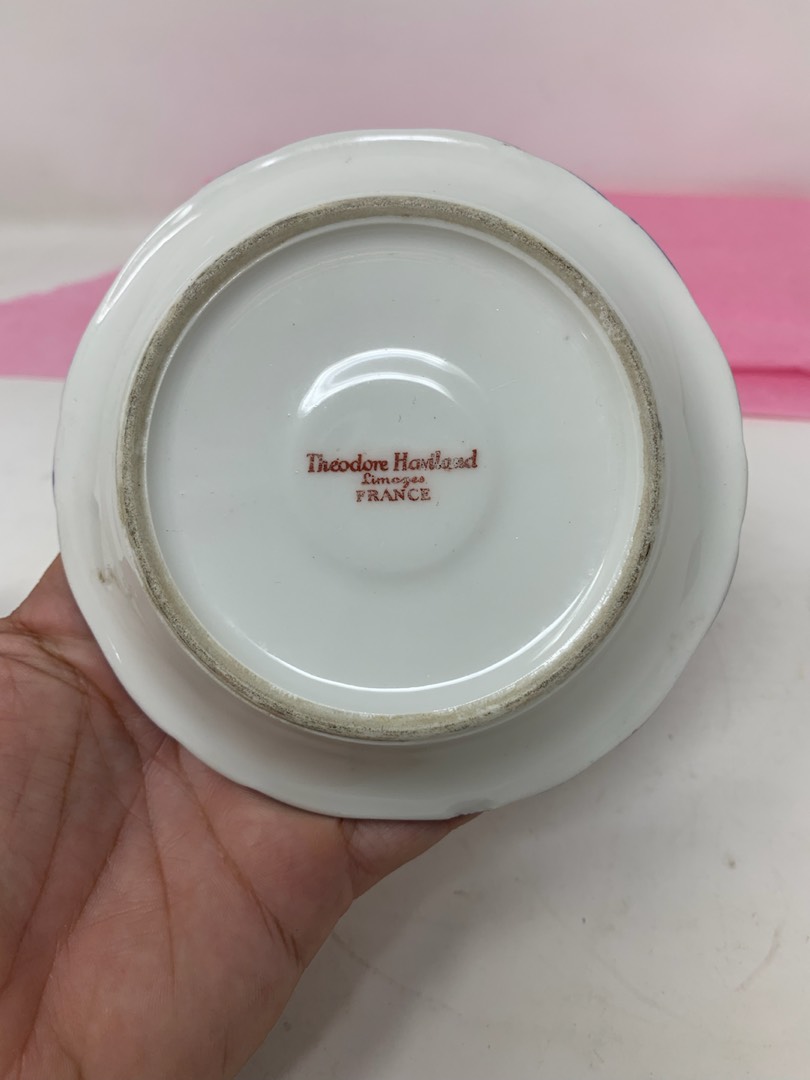 Theodore Haviland
Limoges
FRANCE